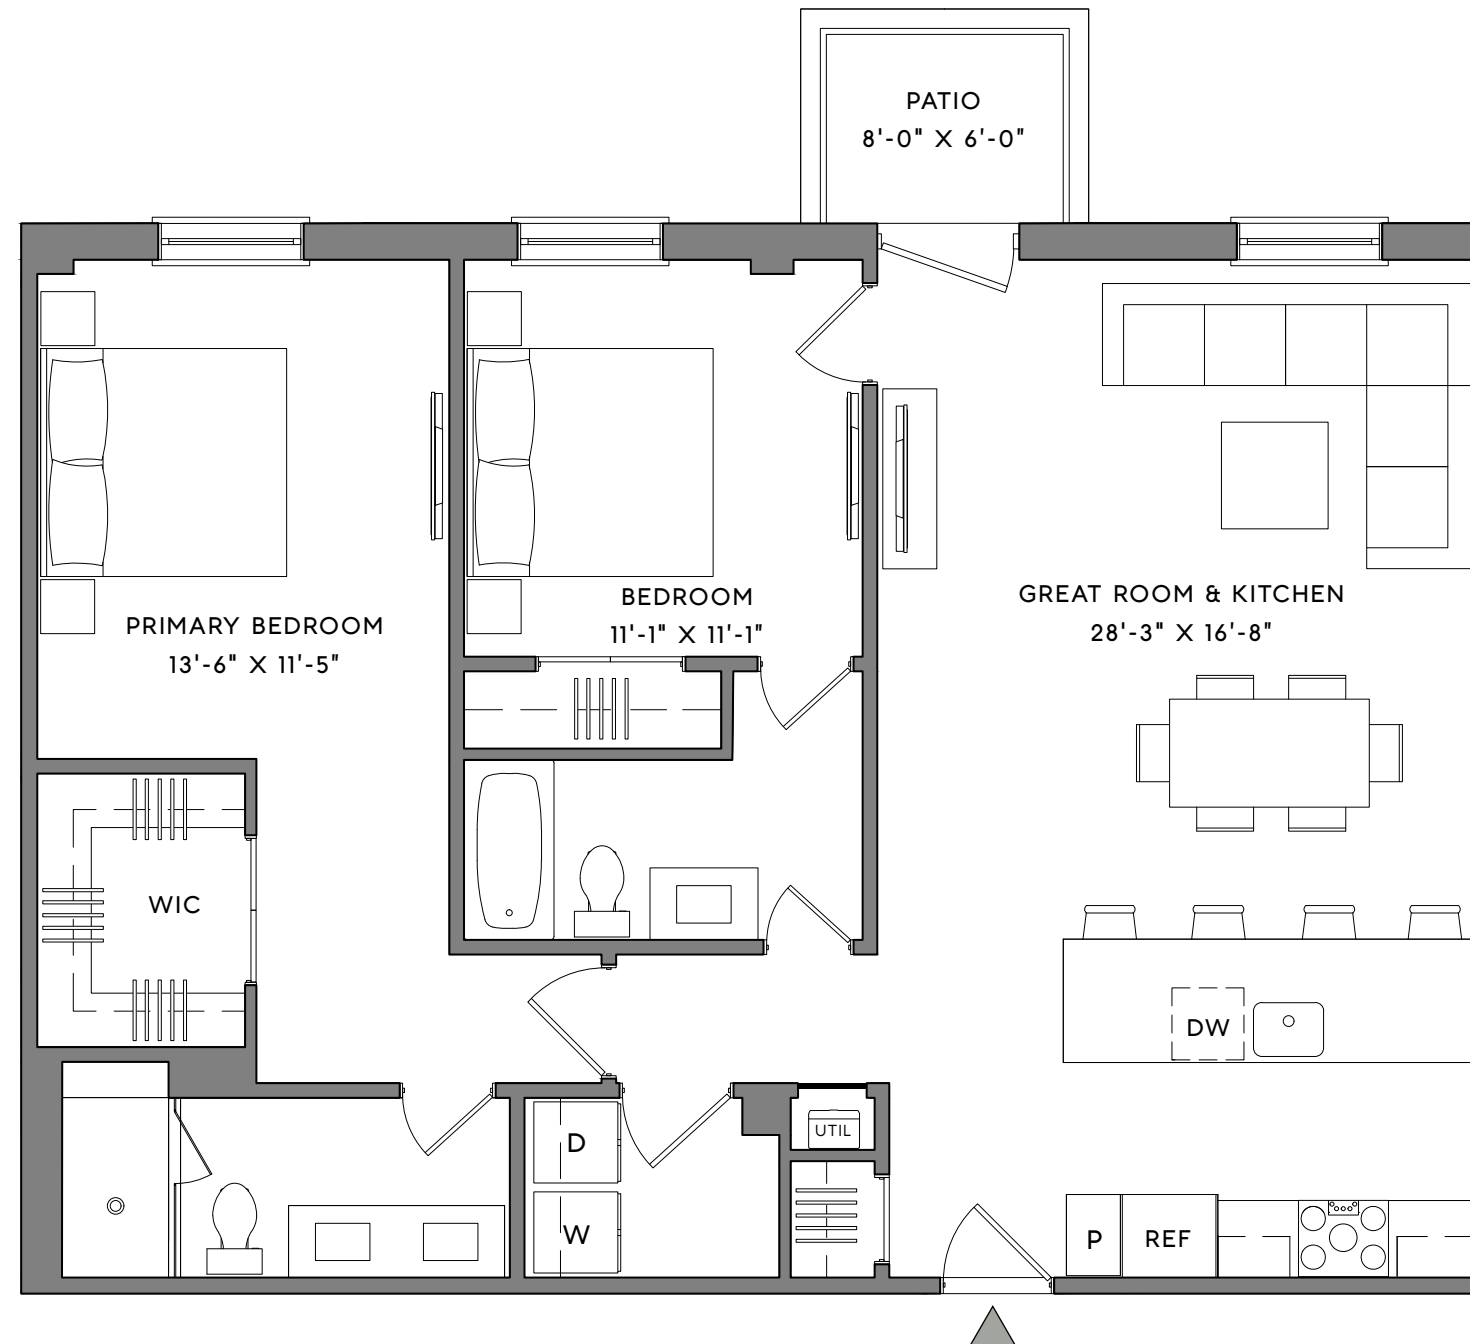 PATIO
8'-0" X 6'-0"
PRIMARY BEDROOM
13'-6" X 11'-5"
BEDROOM
11'-1" X 11'-1"
GREAT ROOM & KITCHEN
28'-3" X 16'-8"
WIC
DW
D
W
UTIL
P
REF